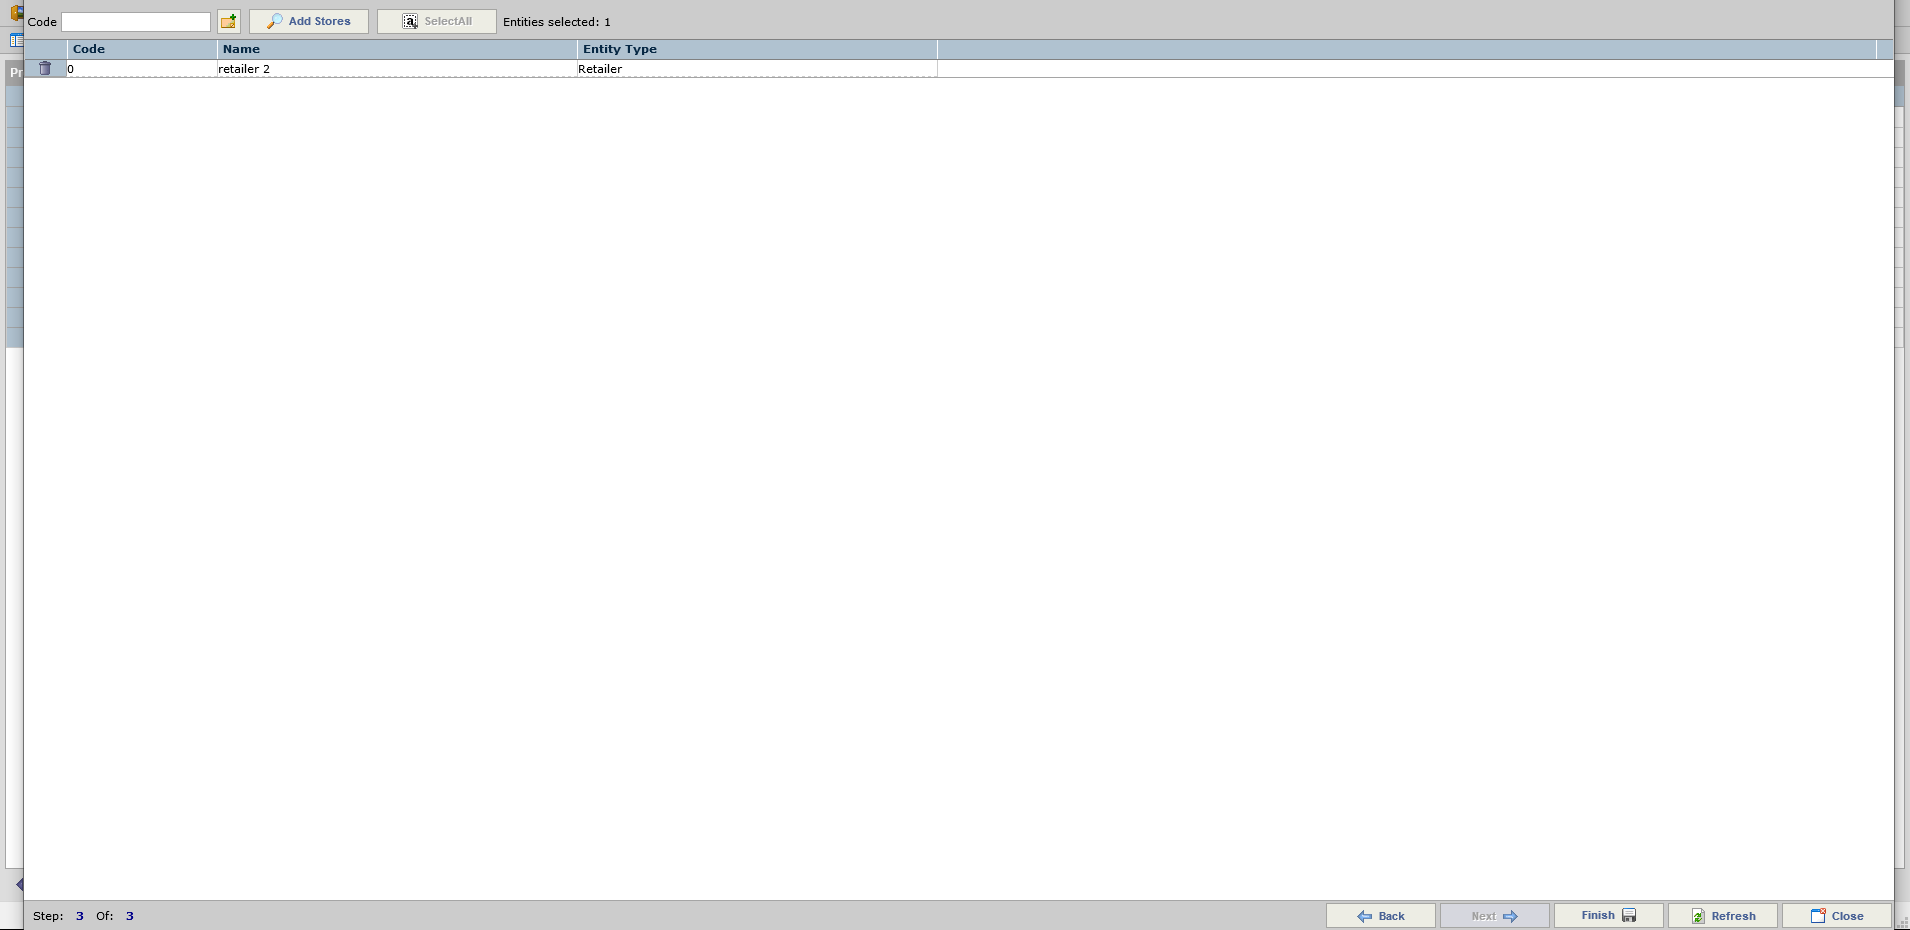 Code Add Stores SelectAll Entities selected: 1
Code Name Entity Type
0 retailer 2 Retailer
Pr
Step: 3 Of: 3 Back Next Finish Refresh Close